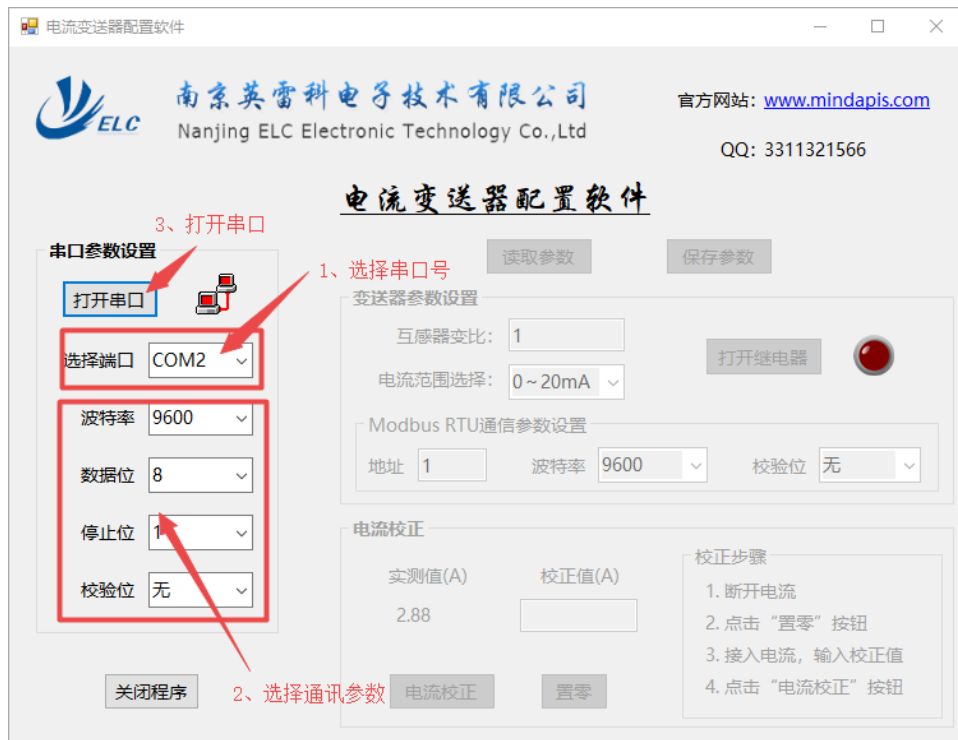 电流变送器配置软件
ELC
南京英雷科电子技术有限公司
Nanjing ELC Electronic Technology Co.,Ltd
官方网站：www.mindapis.com
QQ：3311321566
电流变送器配置软件
3、打开串口
串口参数设置
读取参数
保存参数
1、选择串口号
打开串口
变送器参数设置
互感器变比：
1
选择端口
COM2
打开继电器
电流范围选择：
0~20mA
波特率
9600
Modbus RTU通信参数设置
地址
1
波特率
9600
校验位
无
数据位
8
停止位
1
电流校正
校正步骤
实测值(A)
校正值(A)
校验位
无
1. 断开电流
2.88
2. 点击“置零”按钮
3. 接入电流，输入校正值
4. 点击“电流校正”按钮
关闭程序
2、选择通讯参数
电流校正
置零